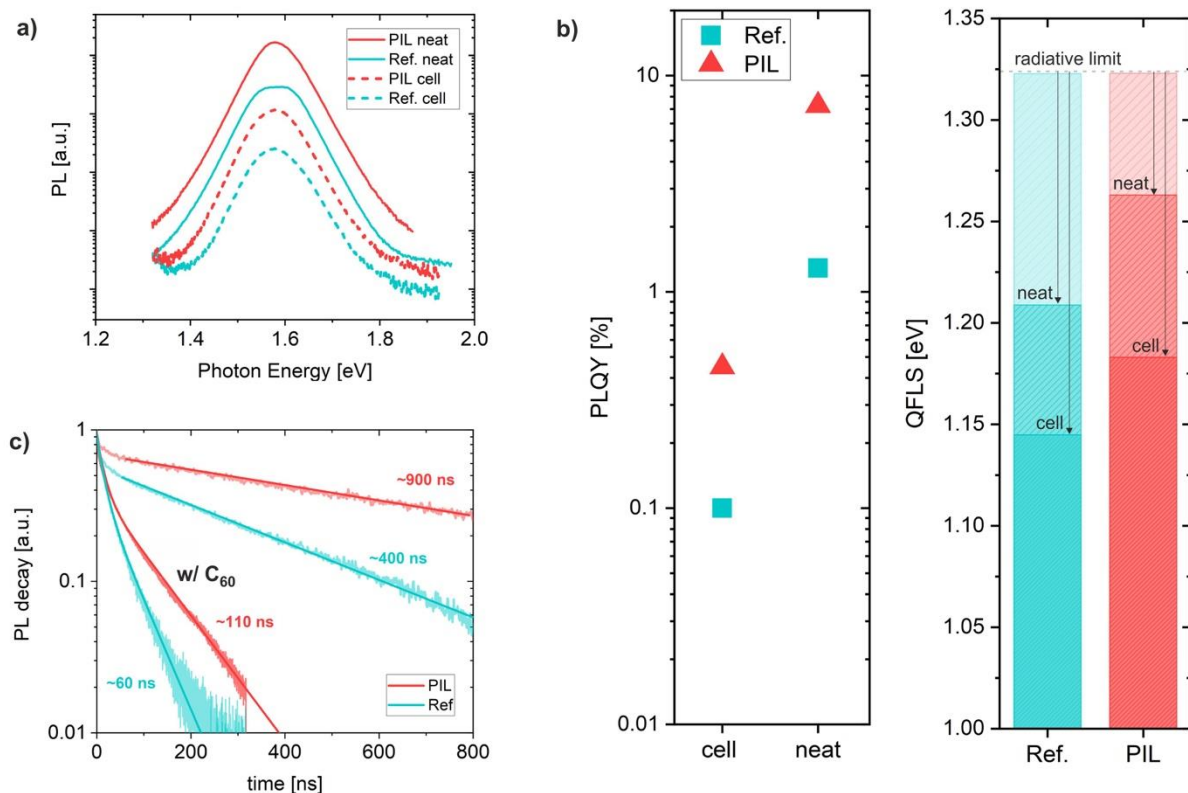 a)
PIL neat
Ref. neat
PIL cell
Ref. cell
PL [a.u.]
1.2 1.4 1.6 1.8 2.0
Photon Energy [eV]
b)
Ref.
PIL
10
1
0.1
0.01
PLQY [%]
cell neat
1.35
1.30
1.25
1.20
1.15
1.10
1.05
1.00
QFLS [eV]
radiative limit
neat
neat
cell
cell
Ref. PIL
c)
1
0.1
0.01
PL decay [a.u.]
~900 ns
~400 ns
w/ C₆₀
~110 ns
~60 ns
PIL
Ref
0 200 400 600 800
time [ns]